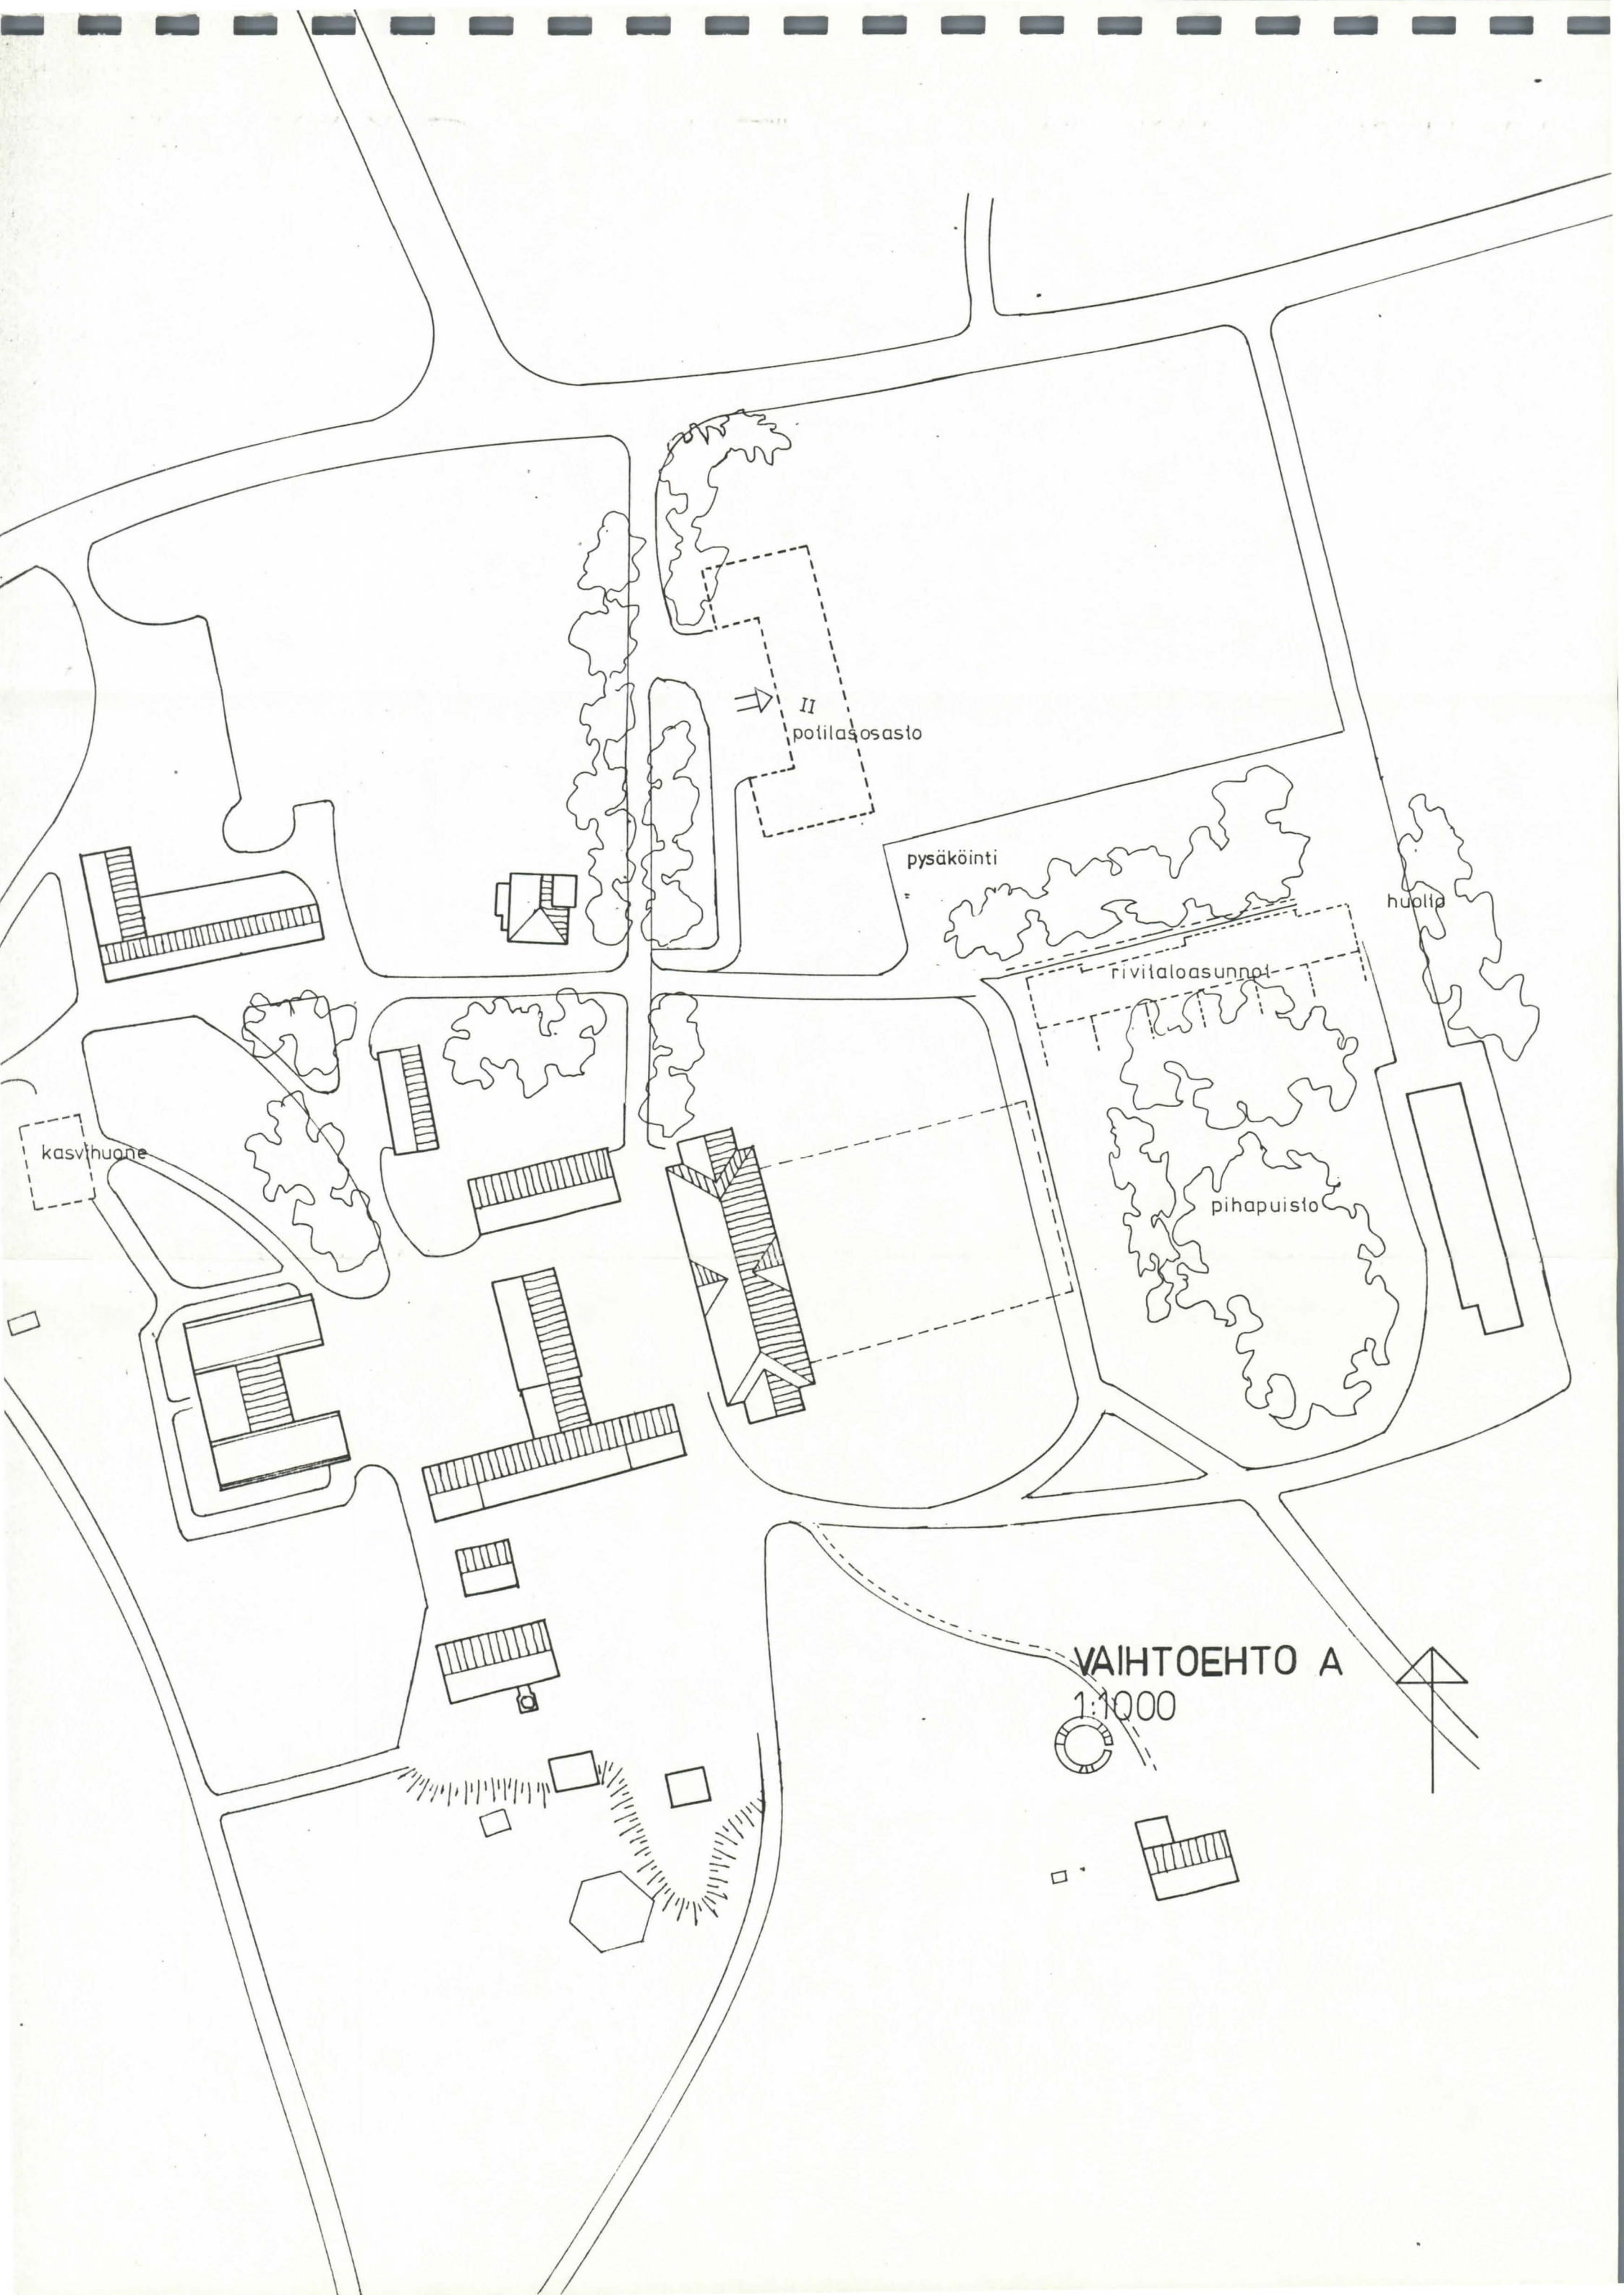 II
potilasosasto
pysäköinti
huolto
rivitaloasunnot
kasvihuone
pihapuisto
VAIHTOEHTO A
1:1000